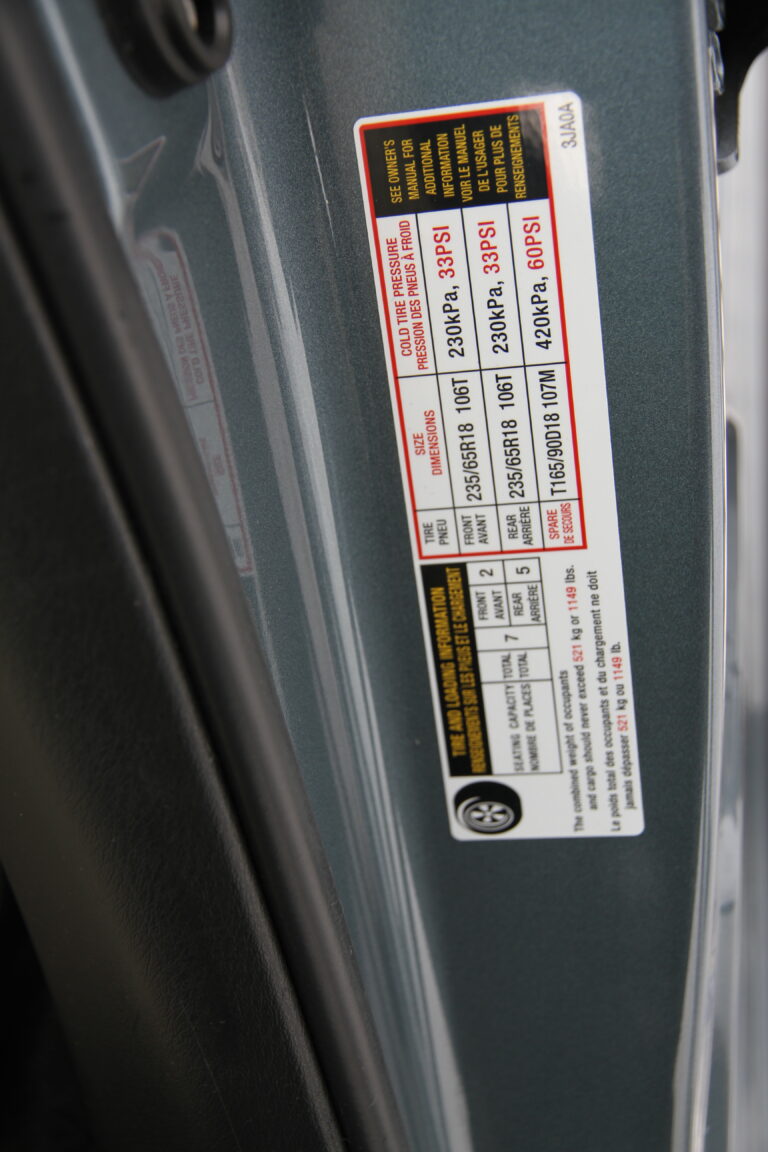 TIRE AND LOADING INFORMATION
RENSEIGNEMENTS SUR LES PNEUS ET LE CHARGEMENT
SEATING CAPACITY TOTAL 7 FRONT 2 REAR 5
NOMBRE DE PLACES TOTAL AVANT ARRIÈRE
The combined weight of occupants
and cargo should never exceed 521 kg or 1149 lbs.
Le poids total des occupants et du chargement ne doit
jamais dépasser 521 kg ou 1149 lb.
TIRE SIZE COLD TIRE PRESSURE
PNEU DIMENSIONS PRESSION DES PNEUS À FROID
FRONT AVANT 235/65R18 106T 230kPa, 33PSI
REAR ARRIÈRE 235/65R18 106T 230kPa, 33PSI
SPARE DE SECOURS T165/90D18 107M 420kPa, 60PSI
SEE OWNER'S
MANUAL FOR
ADDITIONAL
INFORMATION
VOIR LE MANUEL
DE L'USAGER
POUR PLUS DE
RENSEIGNEMENTS
3JA0A